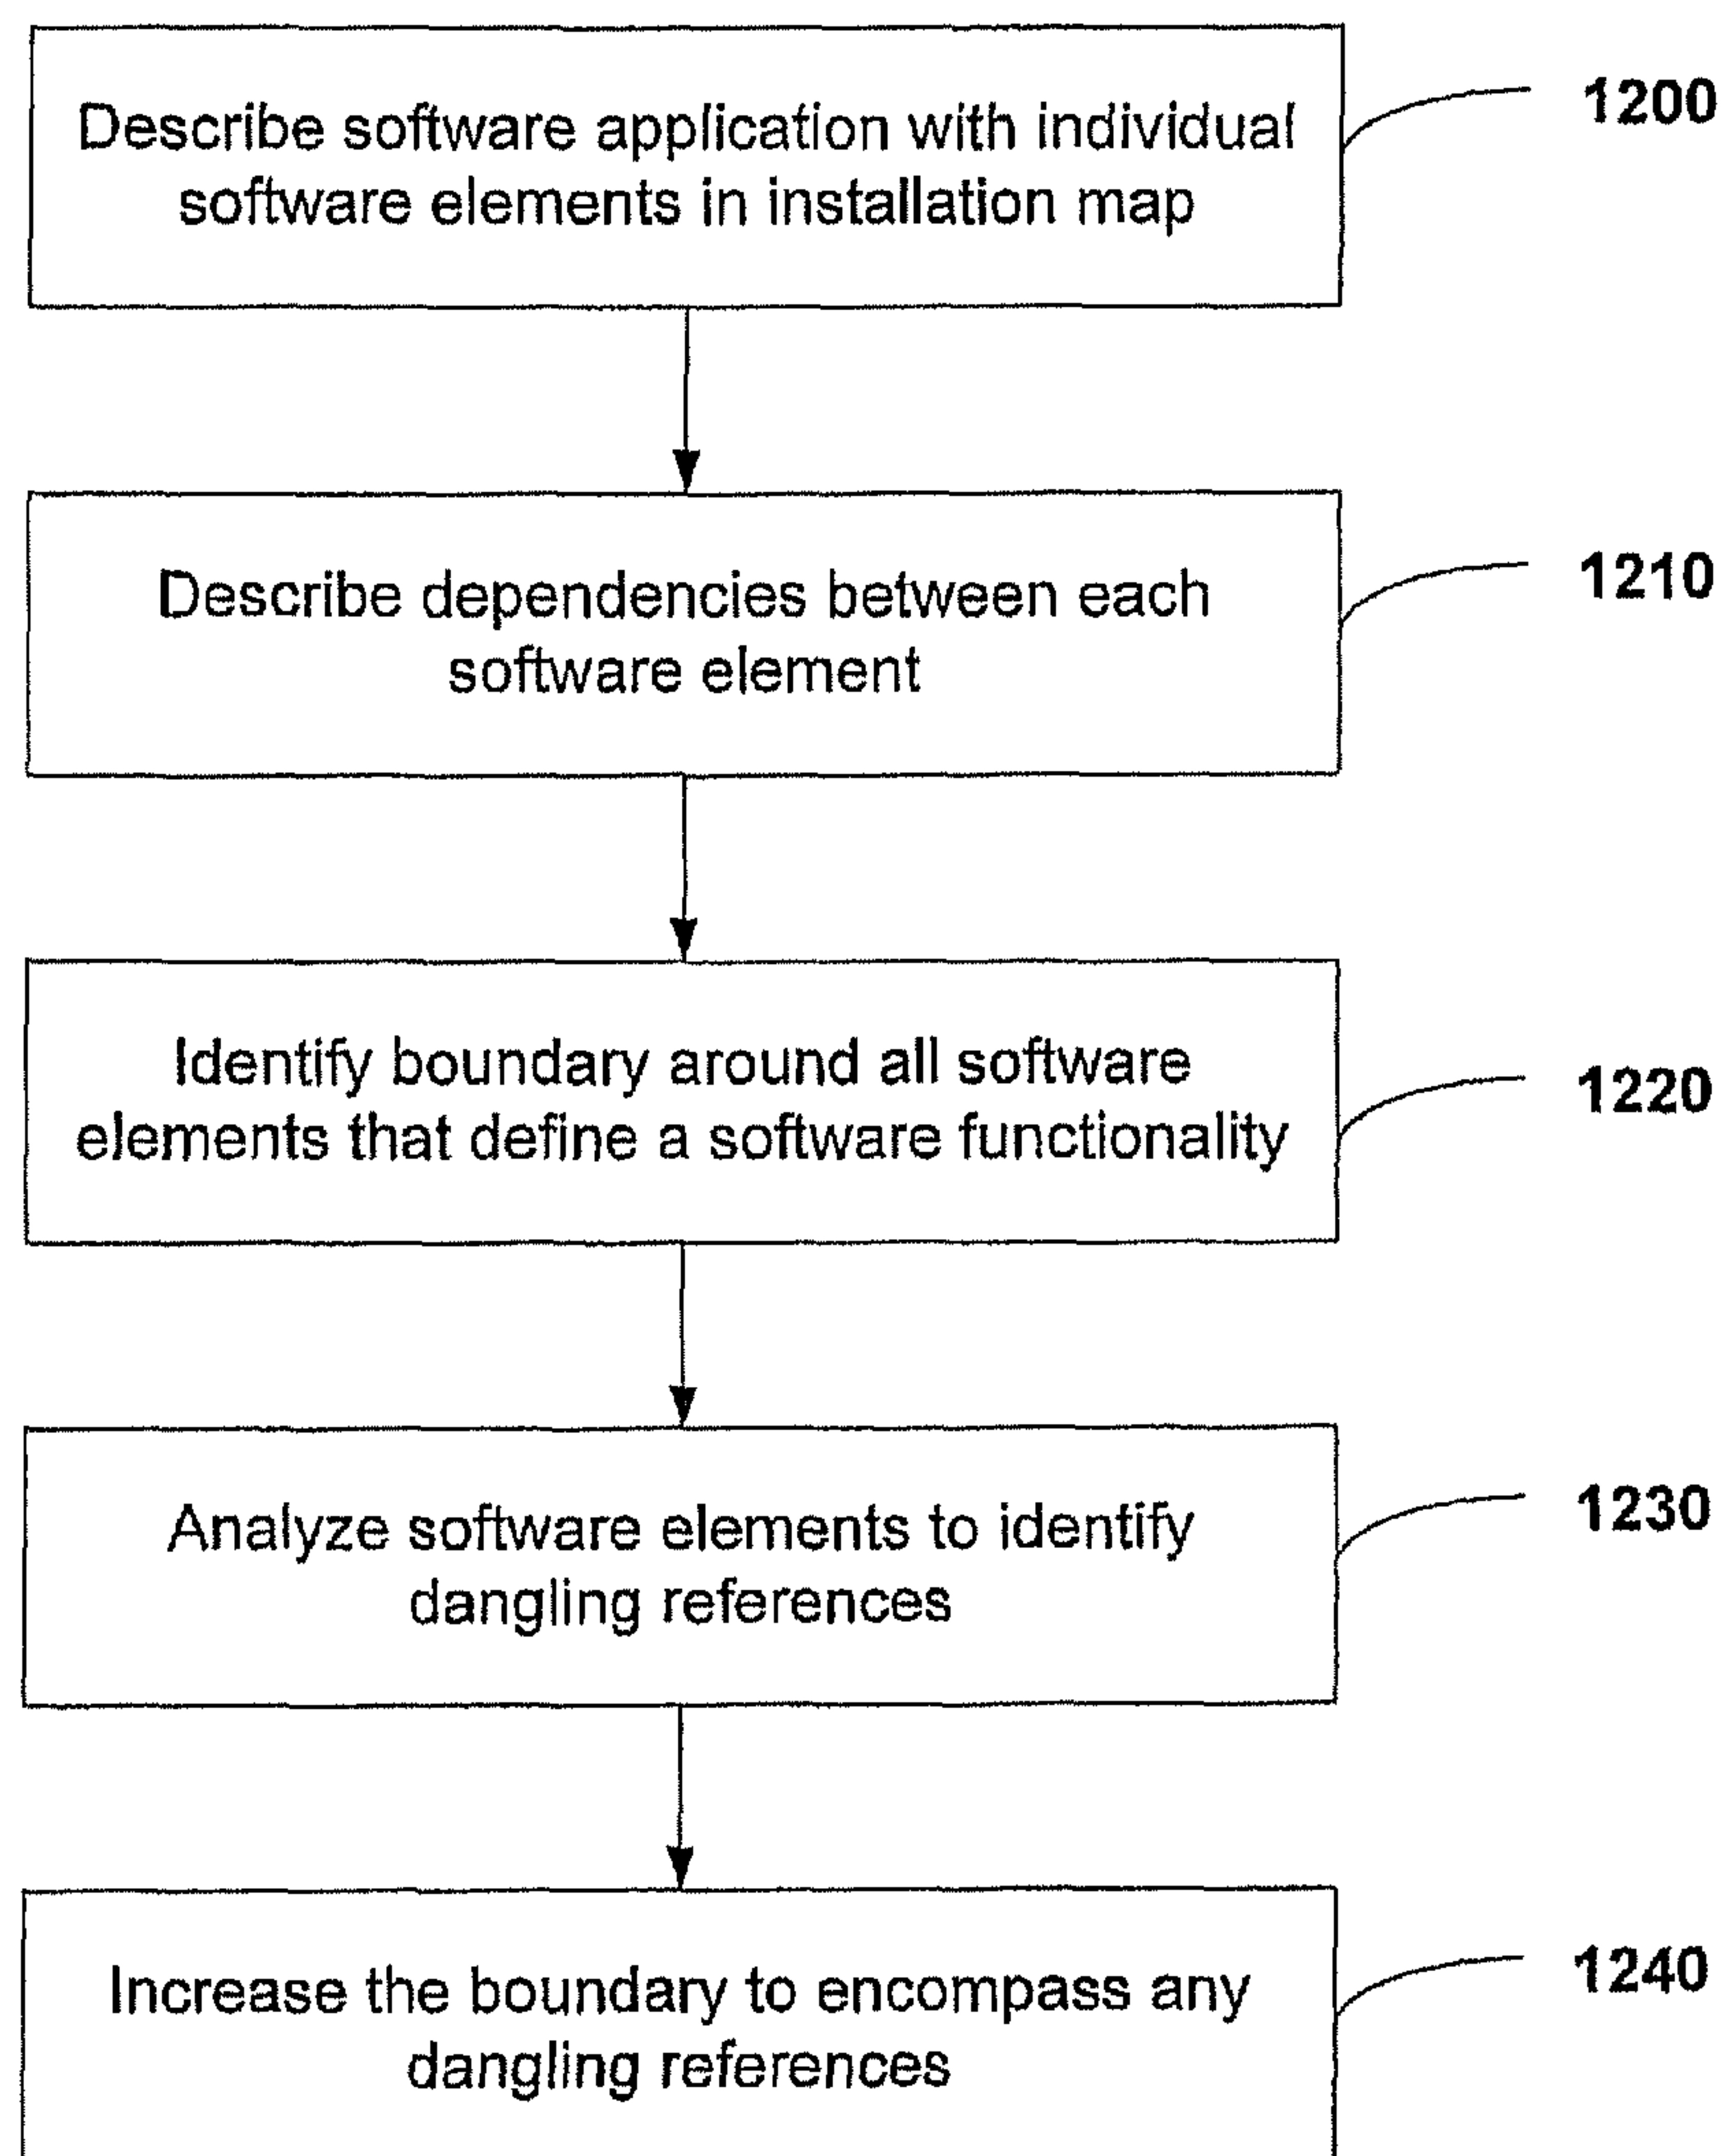 Describe software application with individual
software elements in installation map
1200
Describe dependencies between each
software element
1210
Identify boundary around all software
elements that define a software functionality
1220
Analyze software elements to identify
dangling references
1230
Increase the boundary to encompass any
dangling references
1240